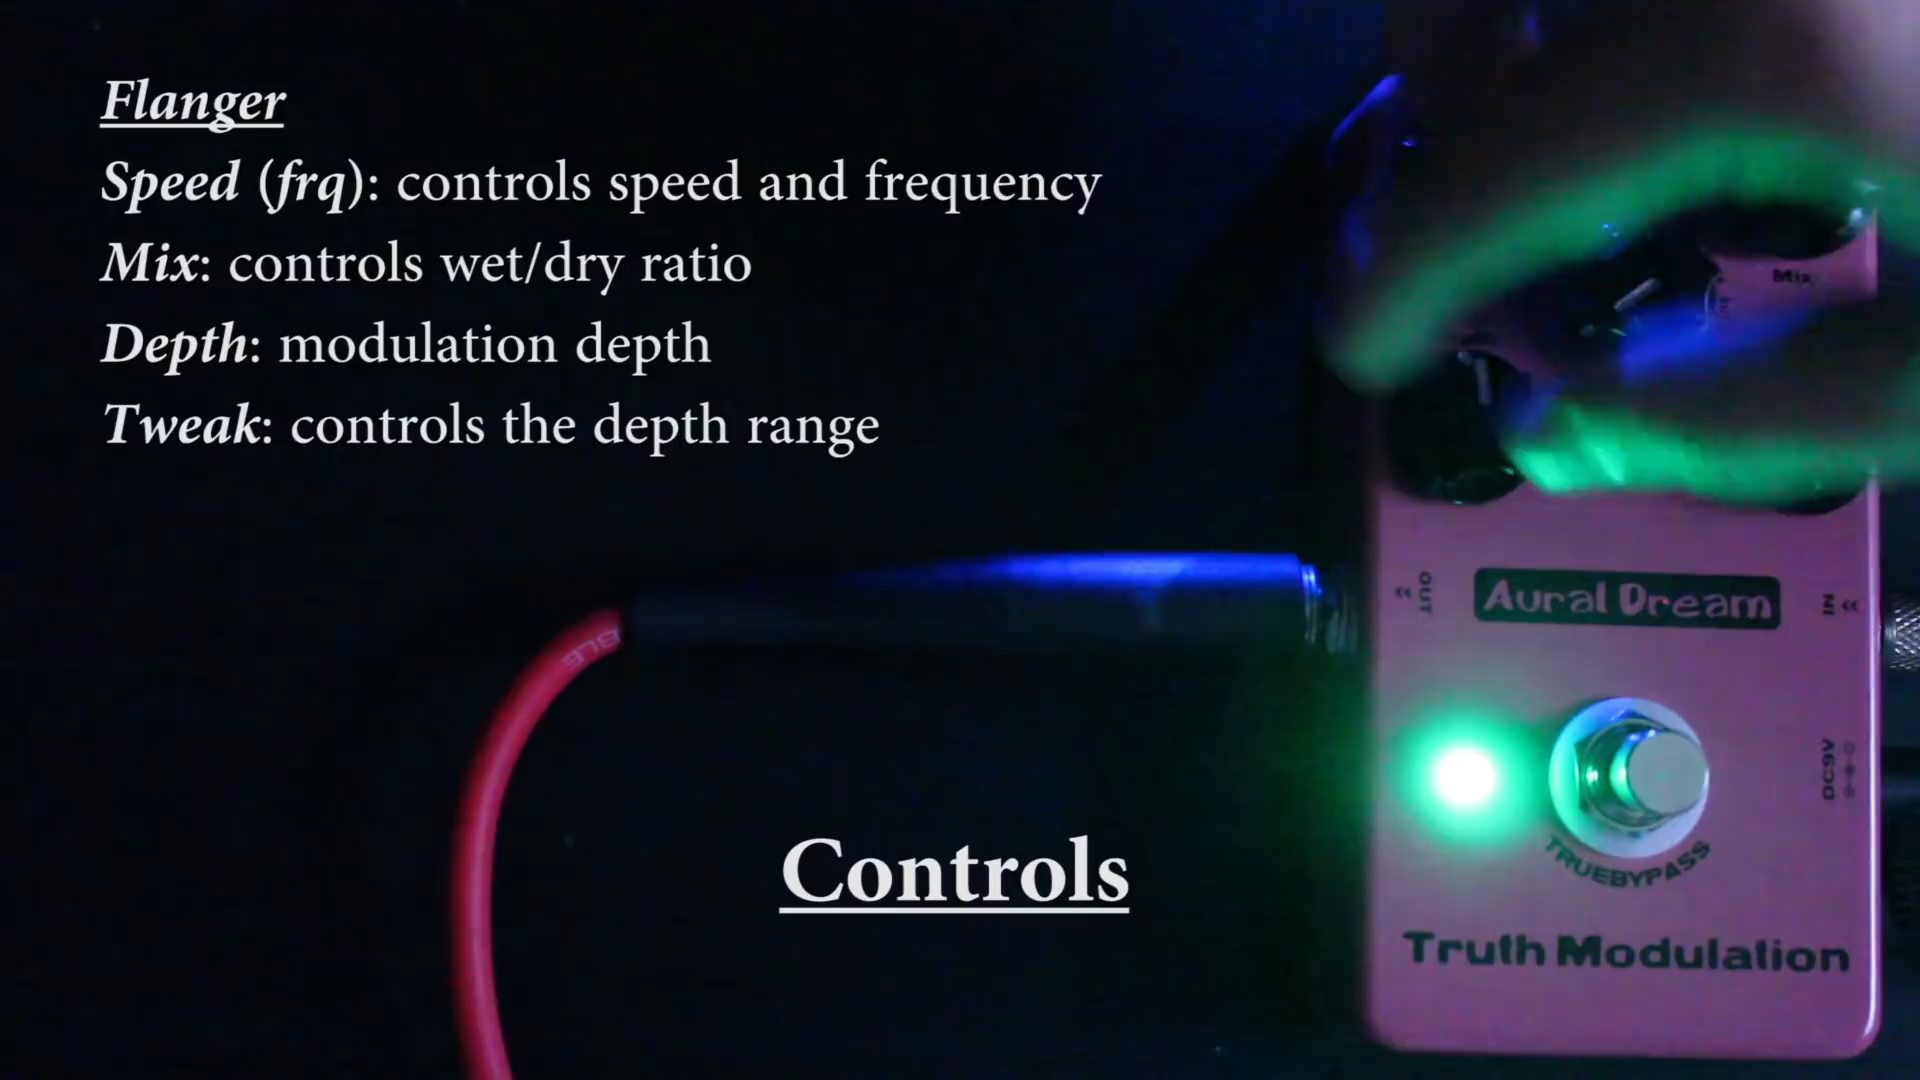 Flanger
Speed (frq): controls speed and frequency
Mix: controls wet/dry ratio
Depth: modulation depth
Tweak: controls the depth range
Mix
OUT
Aural Dream
IN
BLE
DC9V
TRUEBYPASS
Controls
Truth Modulation